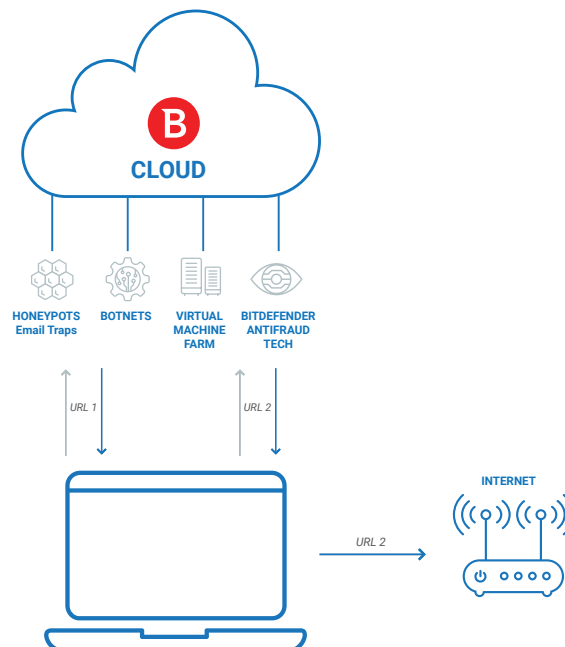 B
CLOUD
HONEYPOTS
Email Traps
BOTNETS
VIRTUAL
MACHINE
FARM
BITDEFENDER
ANTIFRAUD
TECH
URL 1
URL 2
INTERNET
URL 2